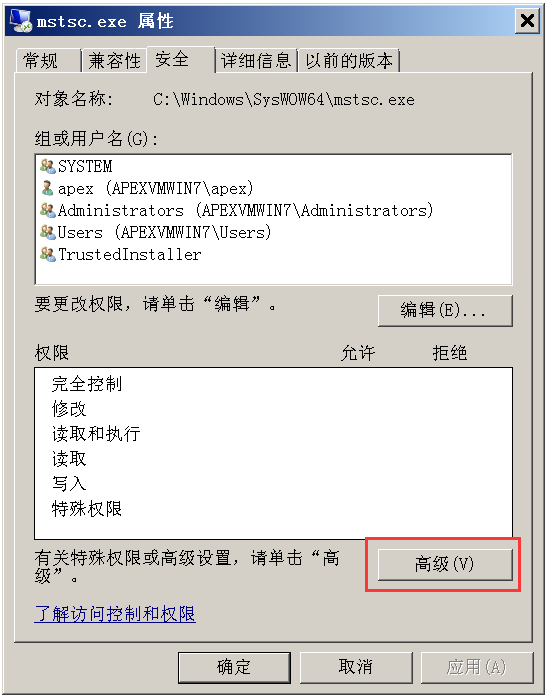 mstsc.exe 属性
常规 兼容性 安全 详细信息 以前的版本
对象名称: C:\Windows\SysWOW64\mstsc.exe
组或用户名(G):
SYSTEM
apex (APEXVMWIN7\apex)
Administrators (APEXVMWIN7\Administrators)
Users (APEXVMWIN7\Users)
TrustedInstaller
要更改权限，请单击“编辑”。
编辑(E)...
权限 允许 拒绝
完全控制
修改
读取和执行
读取
写入
特殊权限
有关特殊权限或高级设置，请单击“高
级”。
高级(V)
了解访问控制和权限
确定 取消 应用(A)